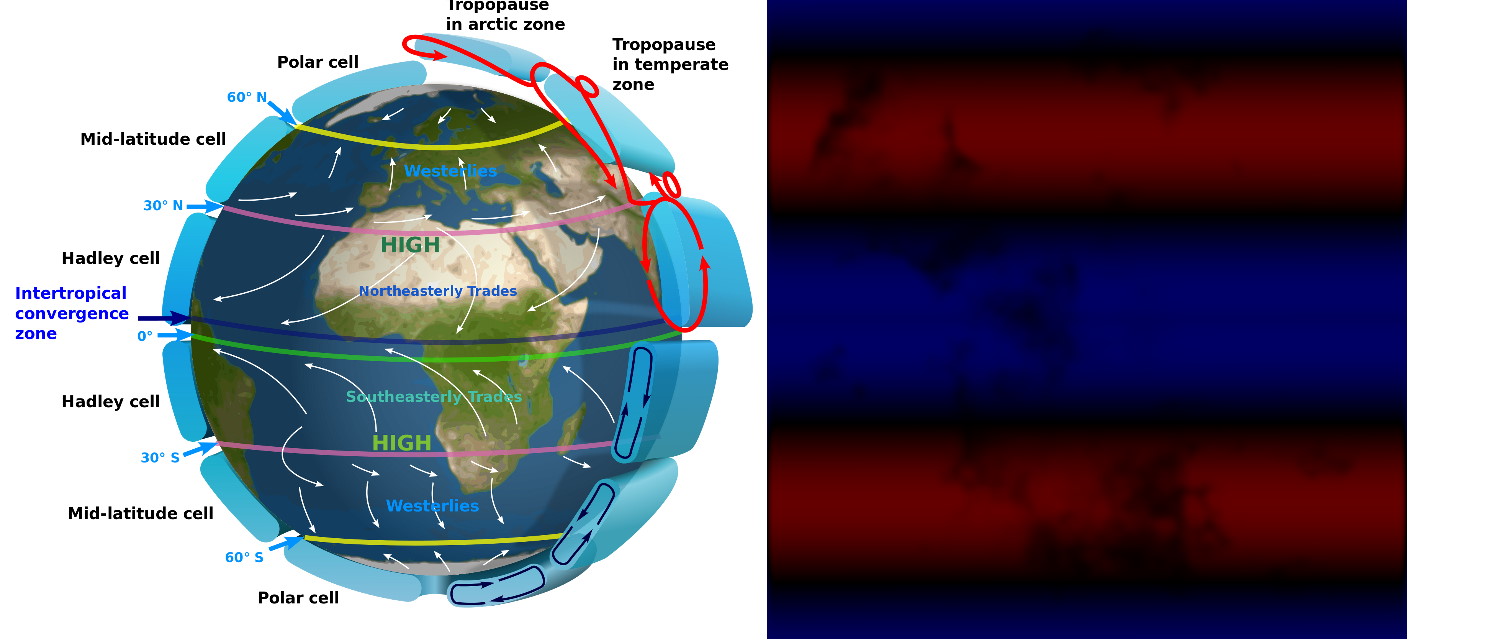 Tropopause
in arctic zone
Tropopause
in temperate
zone
Polar cell
60° N
Mid-latitude cell
Westerlies
30° N
HIGH
Hadley cell
Intertropical
convergence
zone
Northeasterly Trades
0°
Southeasterly Trades
Hadley cell
HIGH
30° S
Westerlies
Mid-latitude cell
60° S
Polar cell